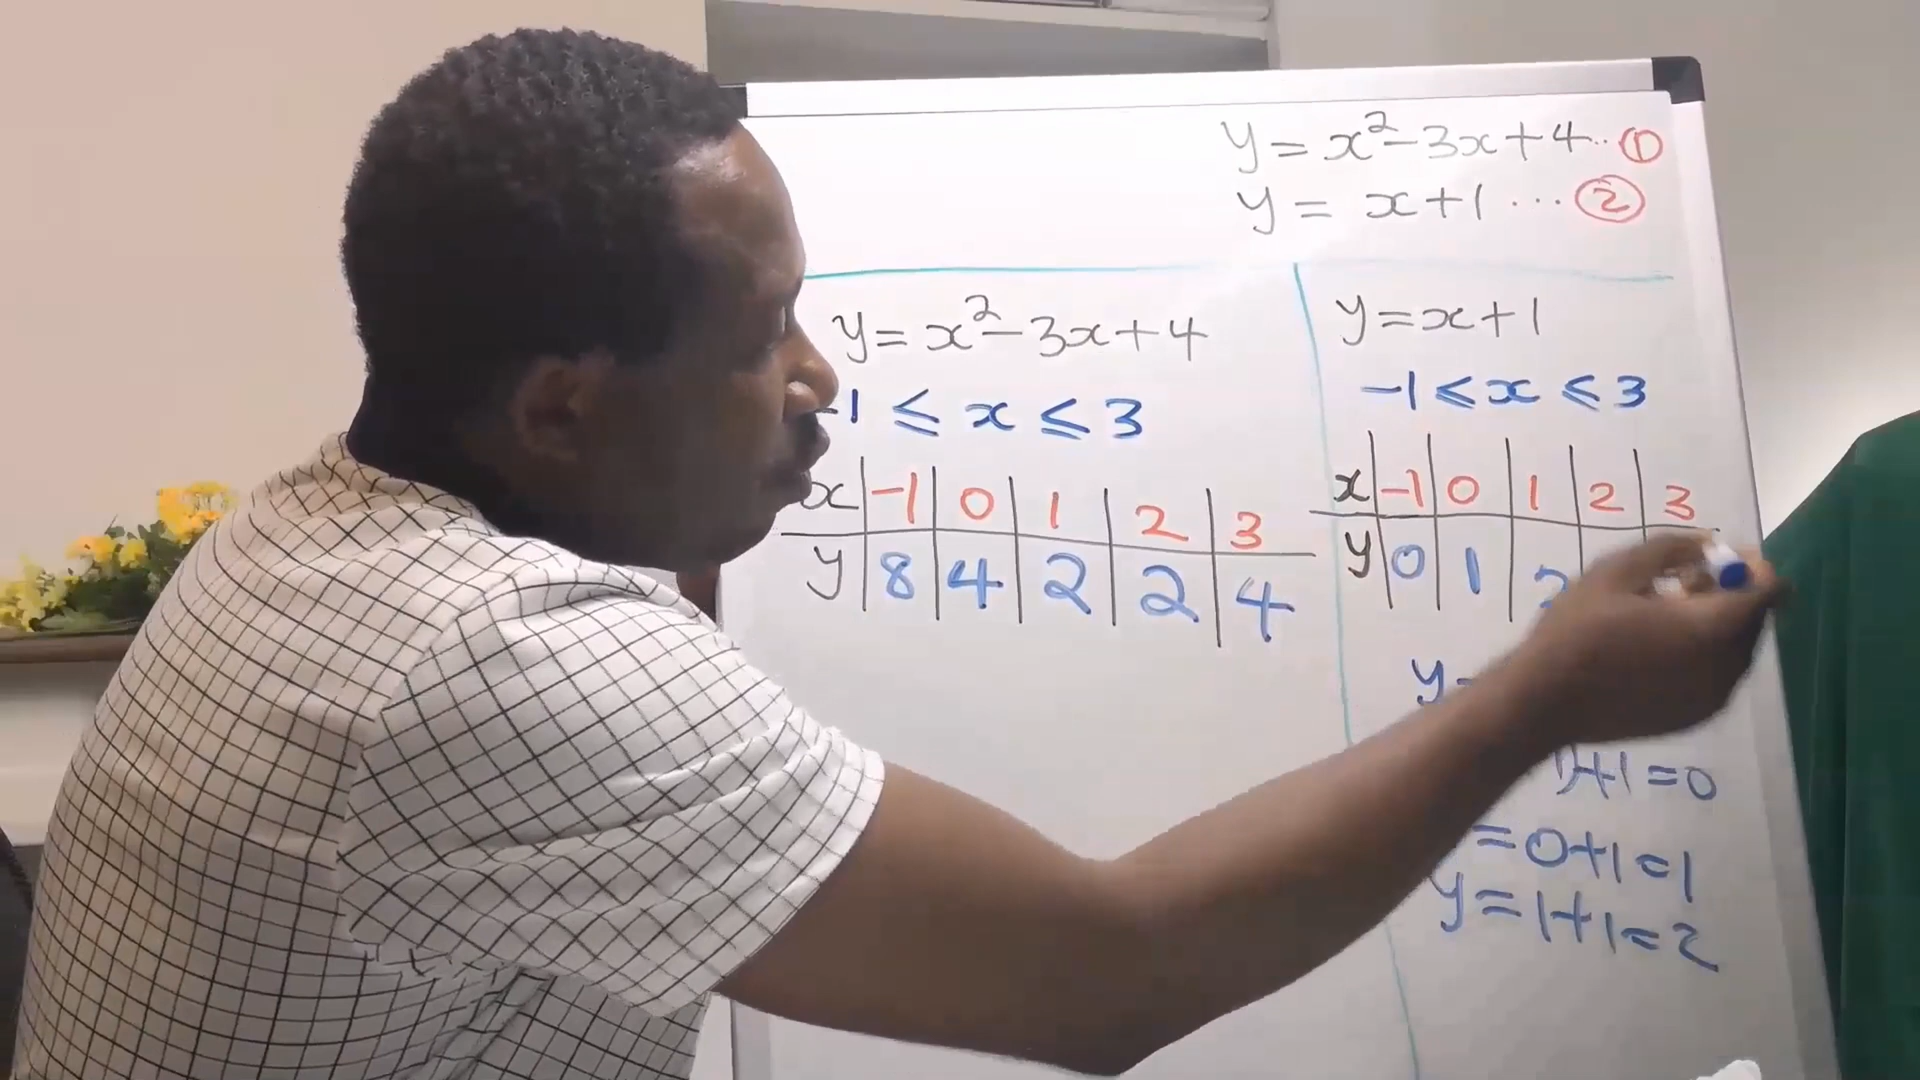 y = x² - 3x + 4 .. ①
y = x + 1 ... ②
y = x² - 3x + 4
-1 ≤ x ≤ 3
x | -1 | 0 | 1 | 2 | 3
y | 8 | 4 | 2 | 2 | 4
y = x + 1
-1 ≤ x ≤ 3
x | -1 | 0 | 1 | 2 | 3
y | 0 | 1 | 2
y =
1) + 1 = 0
= 0 + 1 = 1
y = 1 + 1 = 2